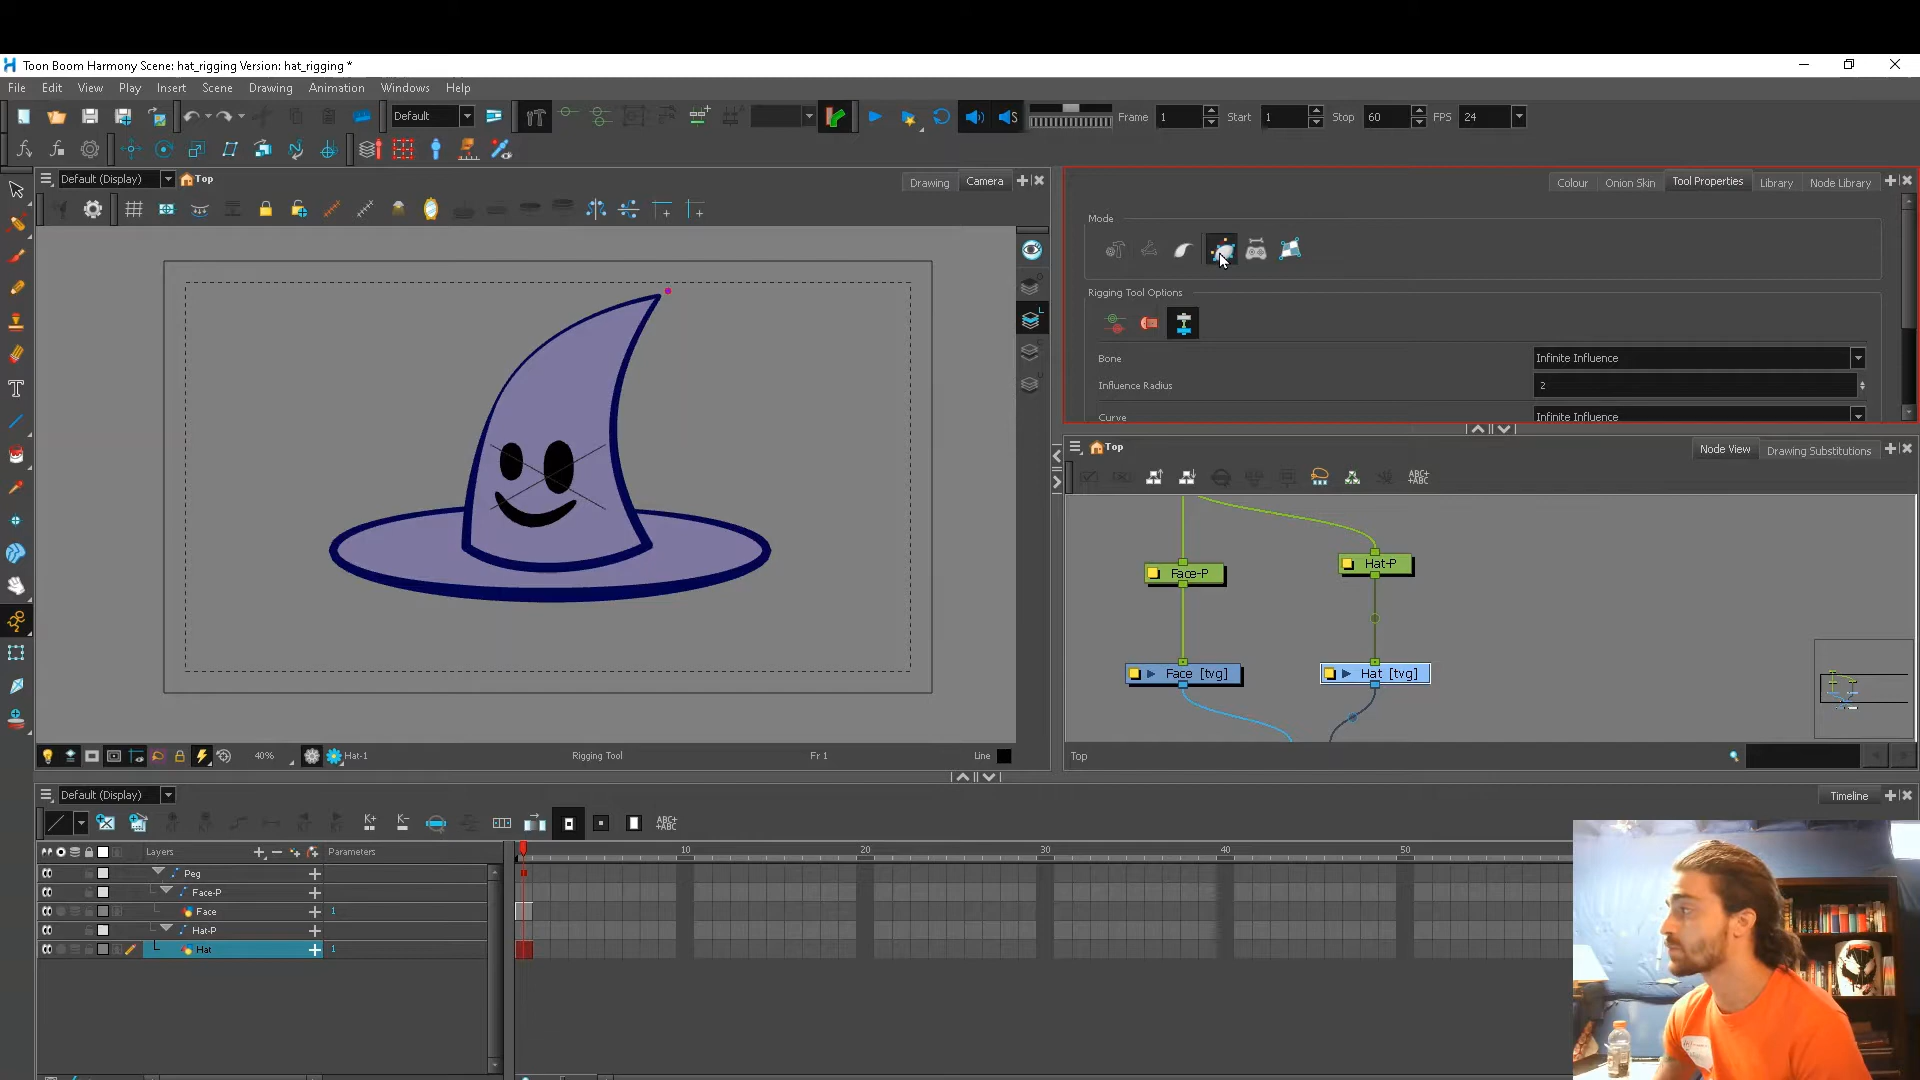 Toon Boom Harmony Scene: hat_rigging Version: hat_rigging *
File Edit View Play Insert Scene Drawing Animation Windows Help
Default Frame 1 Start 1 Stop 60 FPS 24
Default (Display) Top Drawing Camera
Colour Onion Skin Tool Properties Library Node Library
Mode
Rigging Tool Options
Bone Infinite Influence
Influence Radius 2
Curve Infinite Influence
Top Node View Drawing Substitutions
ABC+ABC
Face-P Hat-P
Face [tvg] Hat [tvg]
40% Hat-1 Rigging Tool Fr 1 Line
Top
Default (Display) Timeline
K+ K- ABC+ABC
Layers Parameters 10 20 30 40 50
Peg
Face-P
Face 1
Hat-P
Hat 1